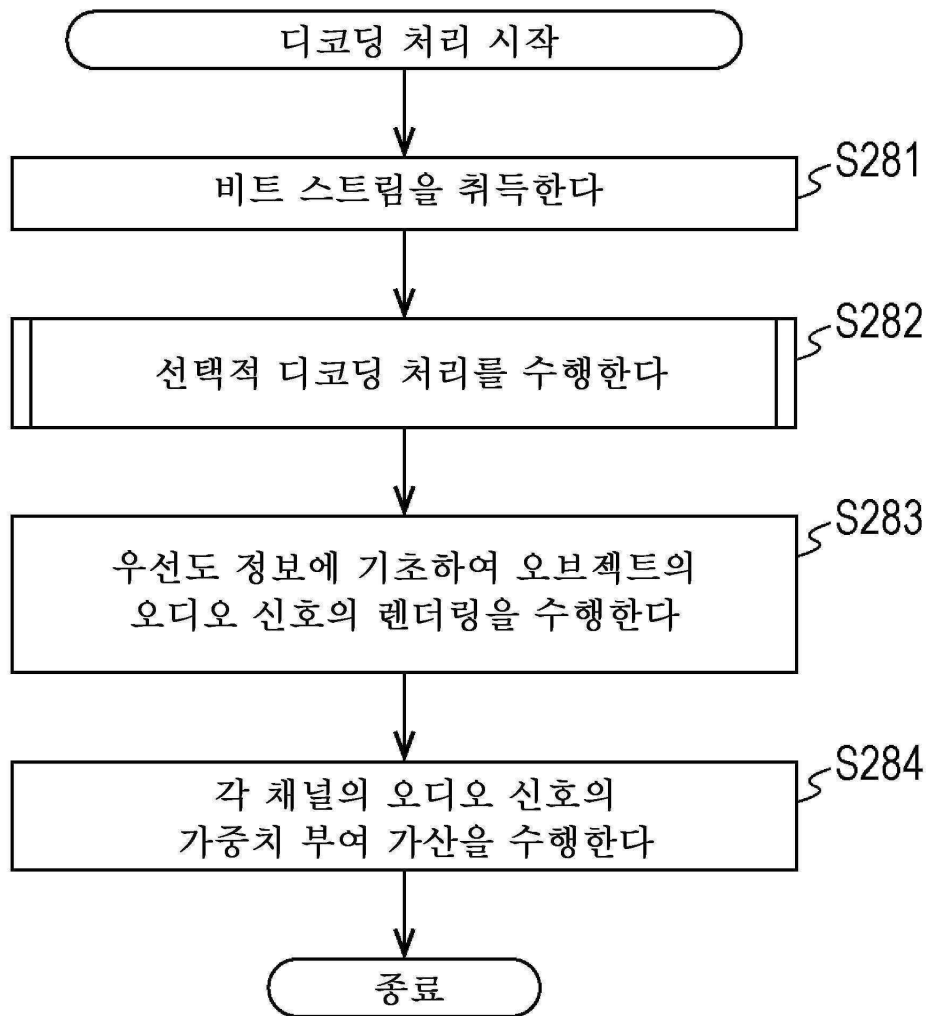 디코딩 처리 시작
S281
비트 스트림을 취득한다
S282
선택적 디코딩 처리를 수행한다
S283
우선도 정보에 기초하여 오브젝트의
오디오 신호의 렌더링을 수행한다
S284
각 채널의 오디오 신호의
가중치 부여 가산을 수행한다
종료